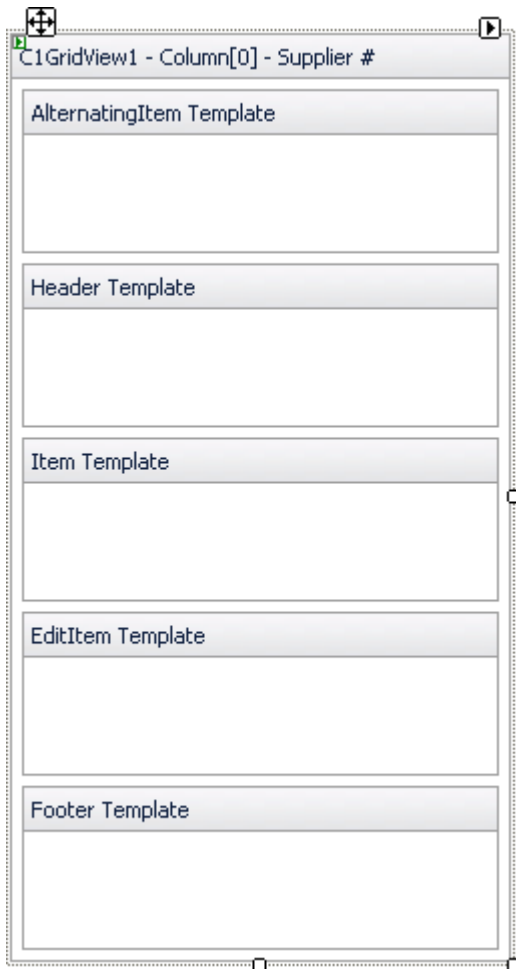 C1GridView1 - Column[0] - Supplier #
AlternatingItem Template
Header Template
Item Template
EditItem Template
Footer Template